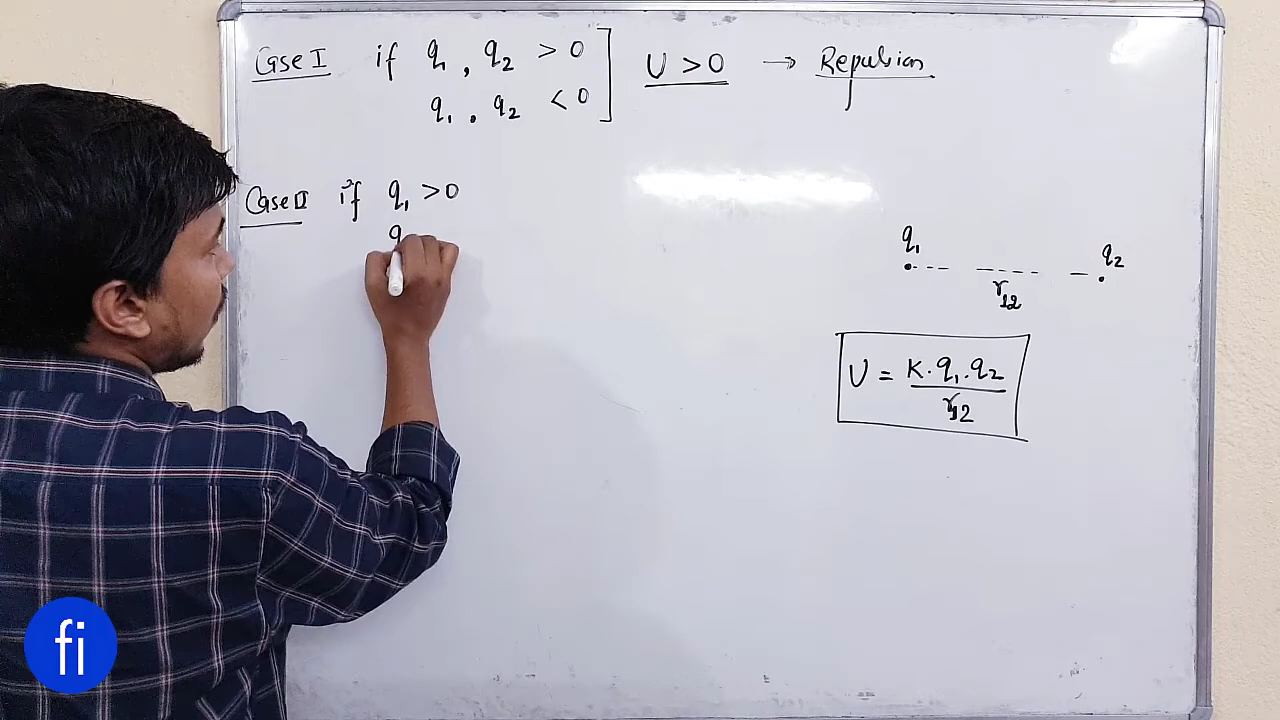 Case I if q₁ , q₂ > 0 U > 0 → Repulsion
q₁ . q₂ < 0
Case II if q₁ > 0
q
q₁ q₂
r₁₂
U = K.q₁.q₂
r₁₂
fi